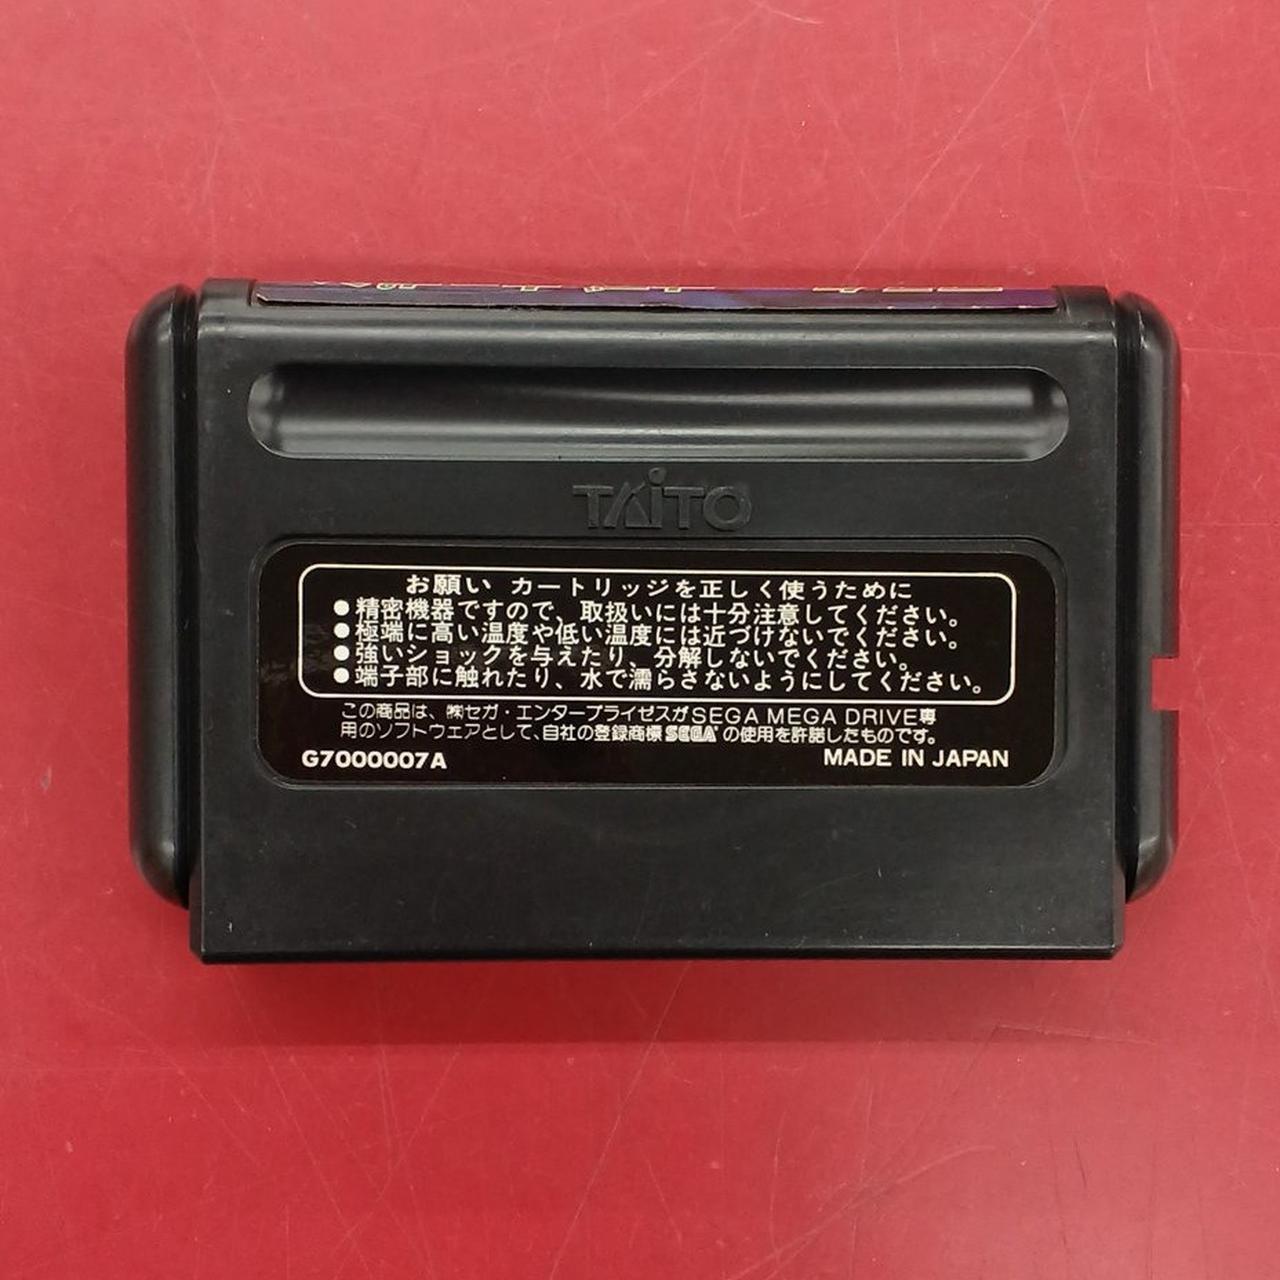 TAITO
お願い カートリッジを正しく使うために
●精密機器ですので、取扱いには十分注意してください。
●極端に高い温度や低い温度には近づけないでください。
●強いショックを与えたり、分解しないでください。
●端子部に触れたり、水で濡らさないようにしてください。
この商品は、㈱セガ・エンタープライゼスがSEGA MEGA DRIVE専
用のソフトウェアとして、自社の登録商標SEGA®の使用を許諾したものです。
G7000007A
MADE IN JAPAN